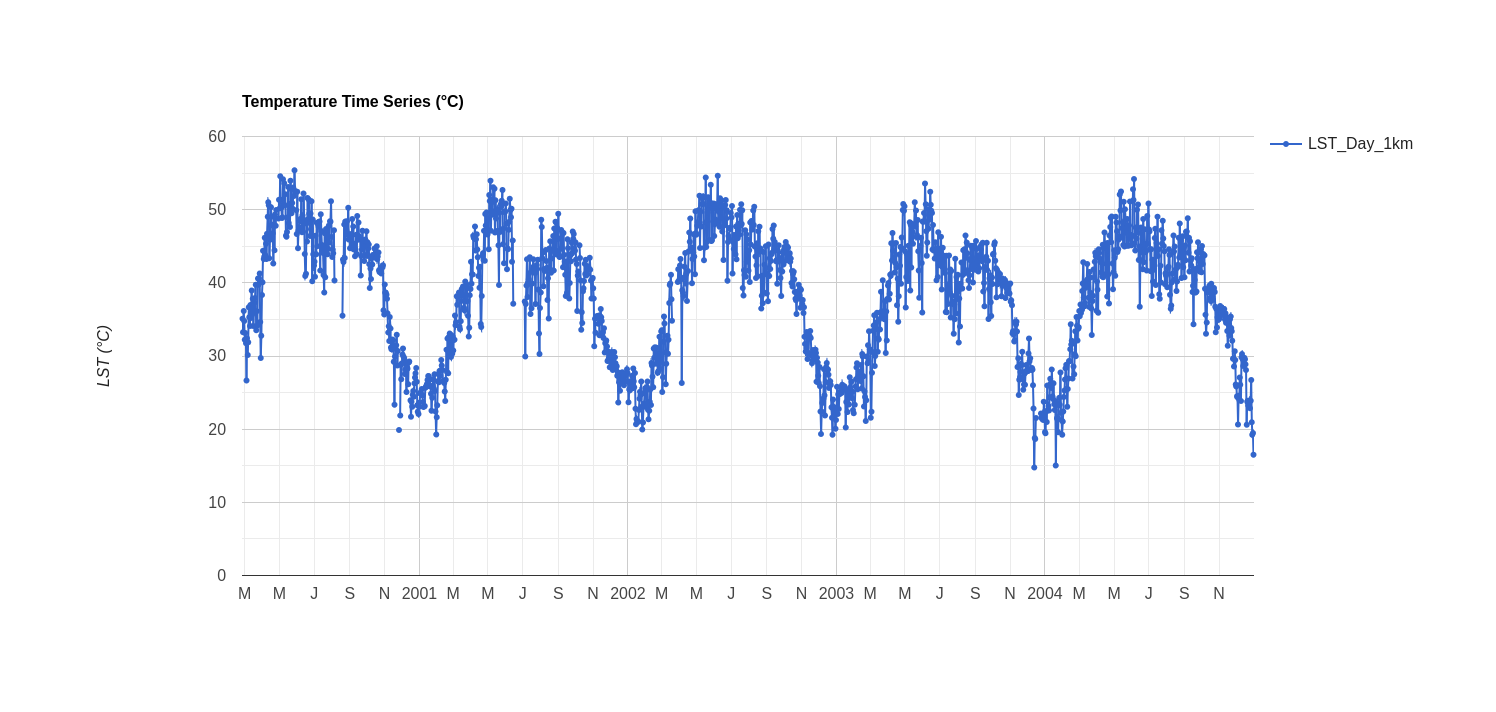 Temperature Time Series (°C)
LST_Day_1km
60
50
40
30
20
10
0
LST (°C)
M M J S N 2001 M M J S N 2002 M M J S N 2003 M M J S N 2004 M M J S N